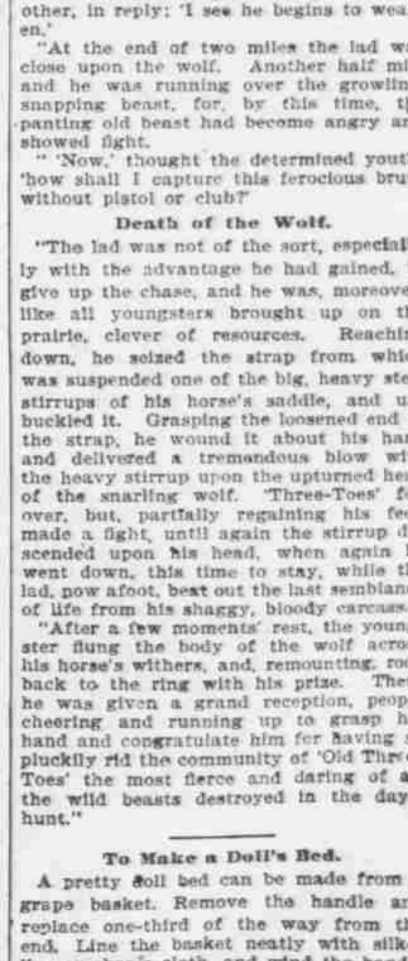 other, in reply: 'I see he begins to wea
en.'
"At the end of two miles the lad wa
close upon the wolf. Another half mi
and he was running over the growlin
snapping beast, for, by this time, th
panting old beast had become angry an
showed fight.
" 'Now,' thought the determined yout
'how shall I capture this ferocious bru
without pistol or club?'
Death of the Wolf.
"The lad was not of the sort, especial
ly with the advantage he had gained,
give up the chase, and he was, moreove
like all youngsters brought up on th
prairie, clever of resources. Reachin
down, he seized the strap from whic
was suspended one of the big, heavy ste
stirrups of his horse's saddle, and u
buckled it. Grasping the loosened end
the strap, he wound it about his han
and delivered a tremendous blow wi
the heavy stirrup upon the upturned hea
of the snarling wolf. 'Three-Toes' fe
over, but, partially regaining his fee
made a fight, until again the stirrup d
scended upon his head, when again h
went down, this time to stay, while th
lad, now afoot, beat out the last semblan
of life from his shaggy, bloody carcass.
"After a few moments' rest, the young
ster flung the body of the wolf acro
his horse's withers, and, remounting, rod
back to the ring with his prize. Ther
he was given a grand reception, peop
cheering and running up to grasp h
hand and congratulate him for having s
pluckily rid the community of 'Old Three
Toes' the most fierce and daring of a
the wild beasts destroyed in the day
hunt."
To Make a Doll's Bed.
A pretty doll bed can be made from
grape basket. Remove the handle an
replace one-third of the way from th
end. Line the basket neatly with silk